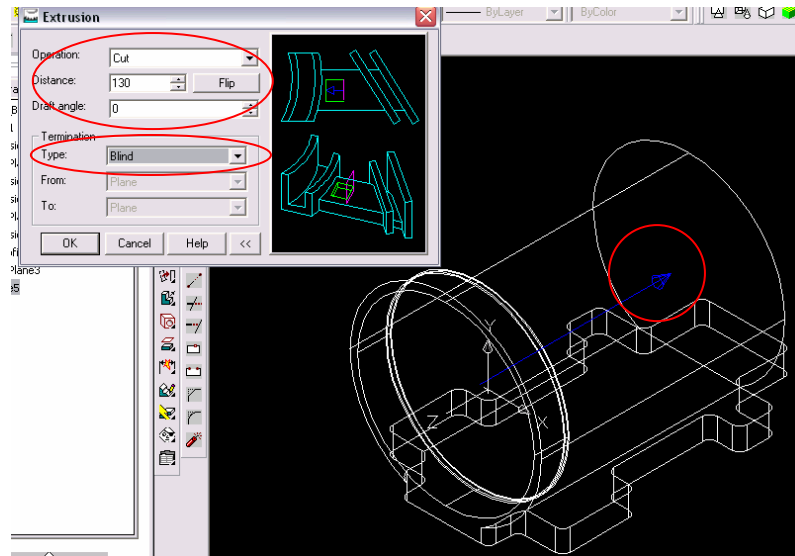 Extrusion
ByLayer
ByColor
Operation:
Cut
Distance:
130
Flip
Draft angle:
0
Termination
Type:
Blind
From:
Plane
To:
Plane
OK
Cancel
Help
<<
Plane3
Y
Z
X